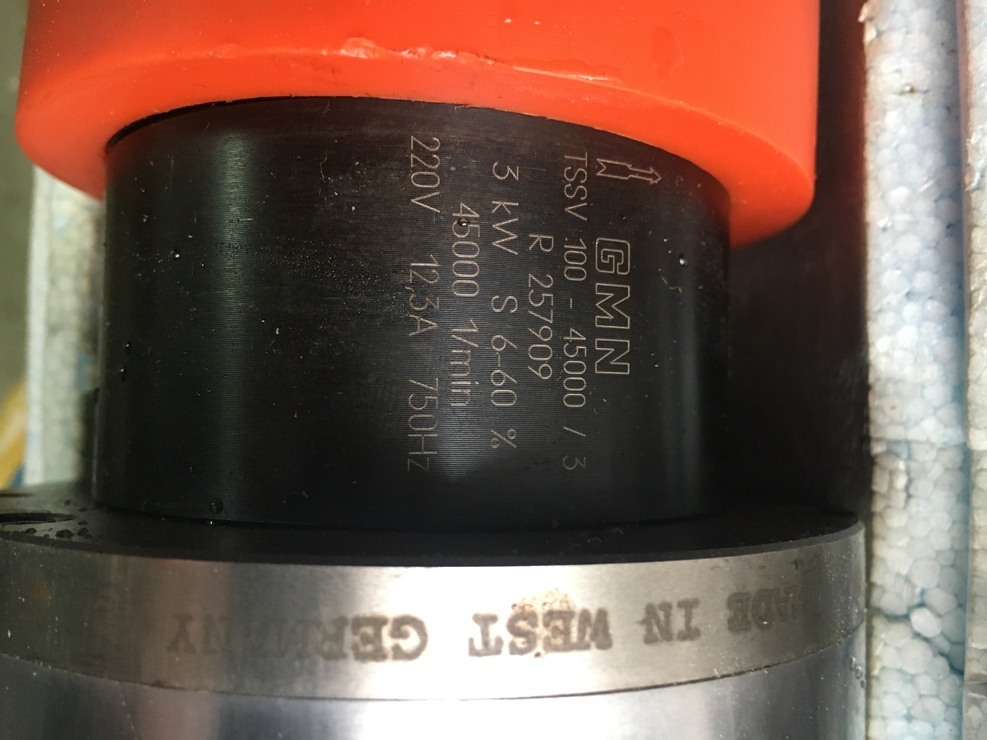 GMN
TSSV 100 - 45000 / 3
R 257909
3 kW S 6-60 %
45000 1/min
220V 12,3A 750Hz
MADE IN WEST GERMANY